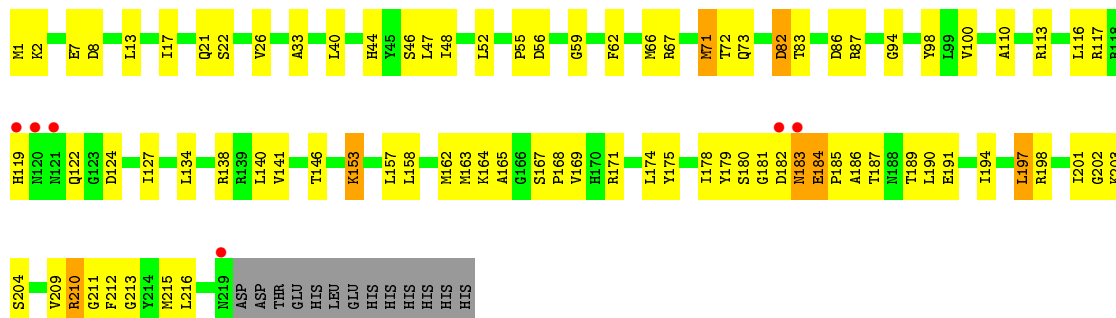 M1 K2 E7 D8 L13 I17 Q21 S22 V26 A33 L40 H44 Y45 S46 L47 I48 L52 P55 D56 G59 F62 M66 R67 M71 T72 Q73 D82 T83 D86 R87 G94 Y98 L99 V100 A110 R113 L116 R117 R118
H119 N120 N121 Q122 G123 D124 I127 L134 R138 R139 L140 V141 T146 K153 L157 L158 M162 M163 K164 A165 G166 S167 P168 V169 H170 R171 L174 Y175 I178 Y179 S180 G181 D182 N183 E184 P185 A186 T187 N188 T189 L190 E191 I194 L197 R198 I201 G202 K203
S204 V209 R210 G211 F212 G213 Y214 M215 L216 N219 ASP ASP THR GLU HIS LEU GLU HIS HIS HIS HIS HIS HIS